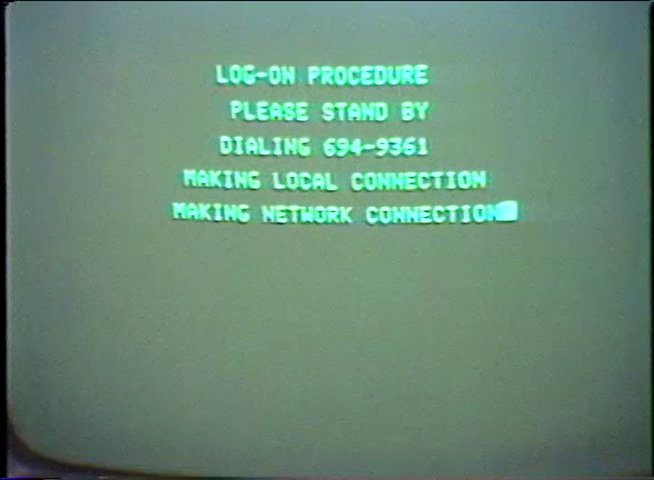 LOG-ON PROCEDURE
PLEASE STAND BY
DIALING 694-9361
MAKING LOCAL CONNECTION
MAKING NETWORK CONNECTION